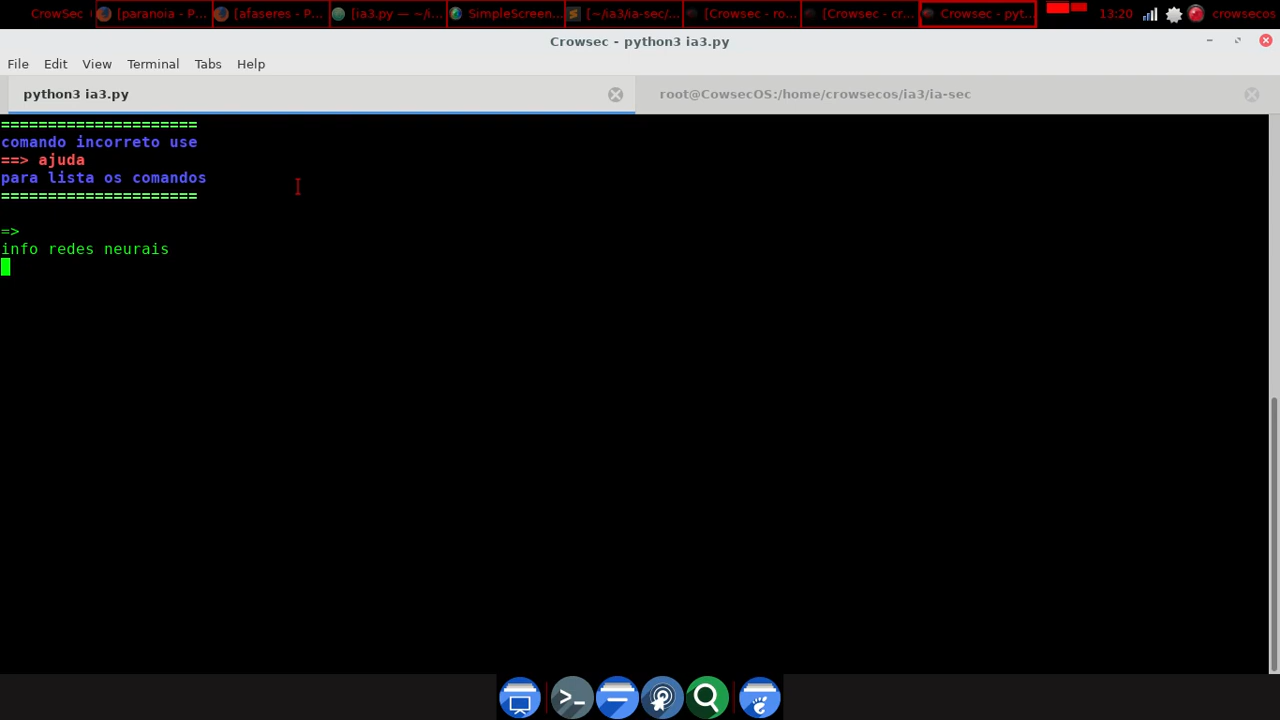 CrowSec
[paranoia - P...
[afaseres - P...
[ia3.py — ~/i...
SimpleScreen...
[~/ia3/ia-sec/...
[Crowsec - ro...
[Crowsec - cr...
Crowsec - pyt...
13:20
crowsecos
Crowsec - python3 ia3.py
File Edit View Terminal Tabs Help
python3 ia3.py
root@CowsecOS:/home/crowsecos/ia3/ia-sec
=====================
comando incorreto use
==> ajuda
para lista os comandos
=====================
=>
info redes neurais